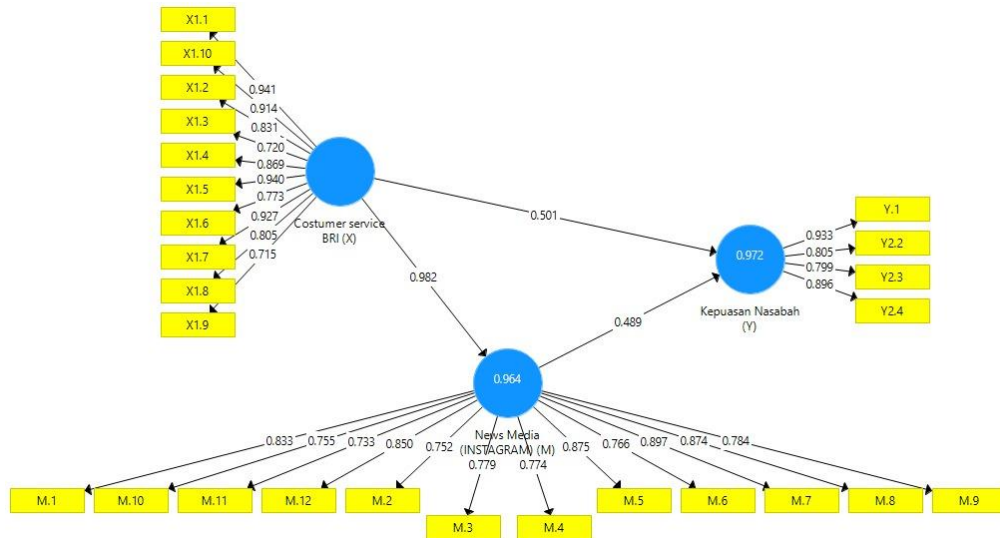 X1.1
X1.10
X1.2
X1.3
X1.4
X1.5
X1.6
X1.7
X1.8
X1.9
0.941
0.914
0.831
0.720
0.869
0.940
0.773
0.927
0.805
0.715
Costumer service
BRI (X)
0.501
0.982
0.489
0.972
Kepuasan Nasabah
(Y)
0.933
0.805
0.799
0.896
Y.1
Y2.2
Y2.3
Y2.4
0.964
News Media
(INSTAGRAM) (M)
0.833
0.755
0.733
0.850
0.752
0.779
0.774
0.875
0.766
0.897
0.874
0.784
M.1
M.10
M.11
M.12
M.2
M.3
M.4
M.5
M.6
M.7
M.8
M.9